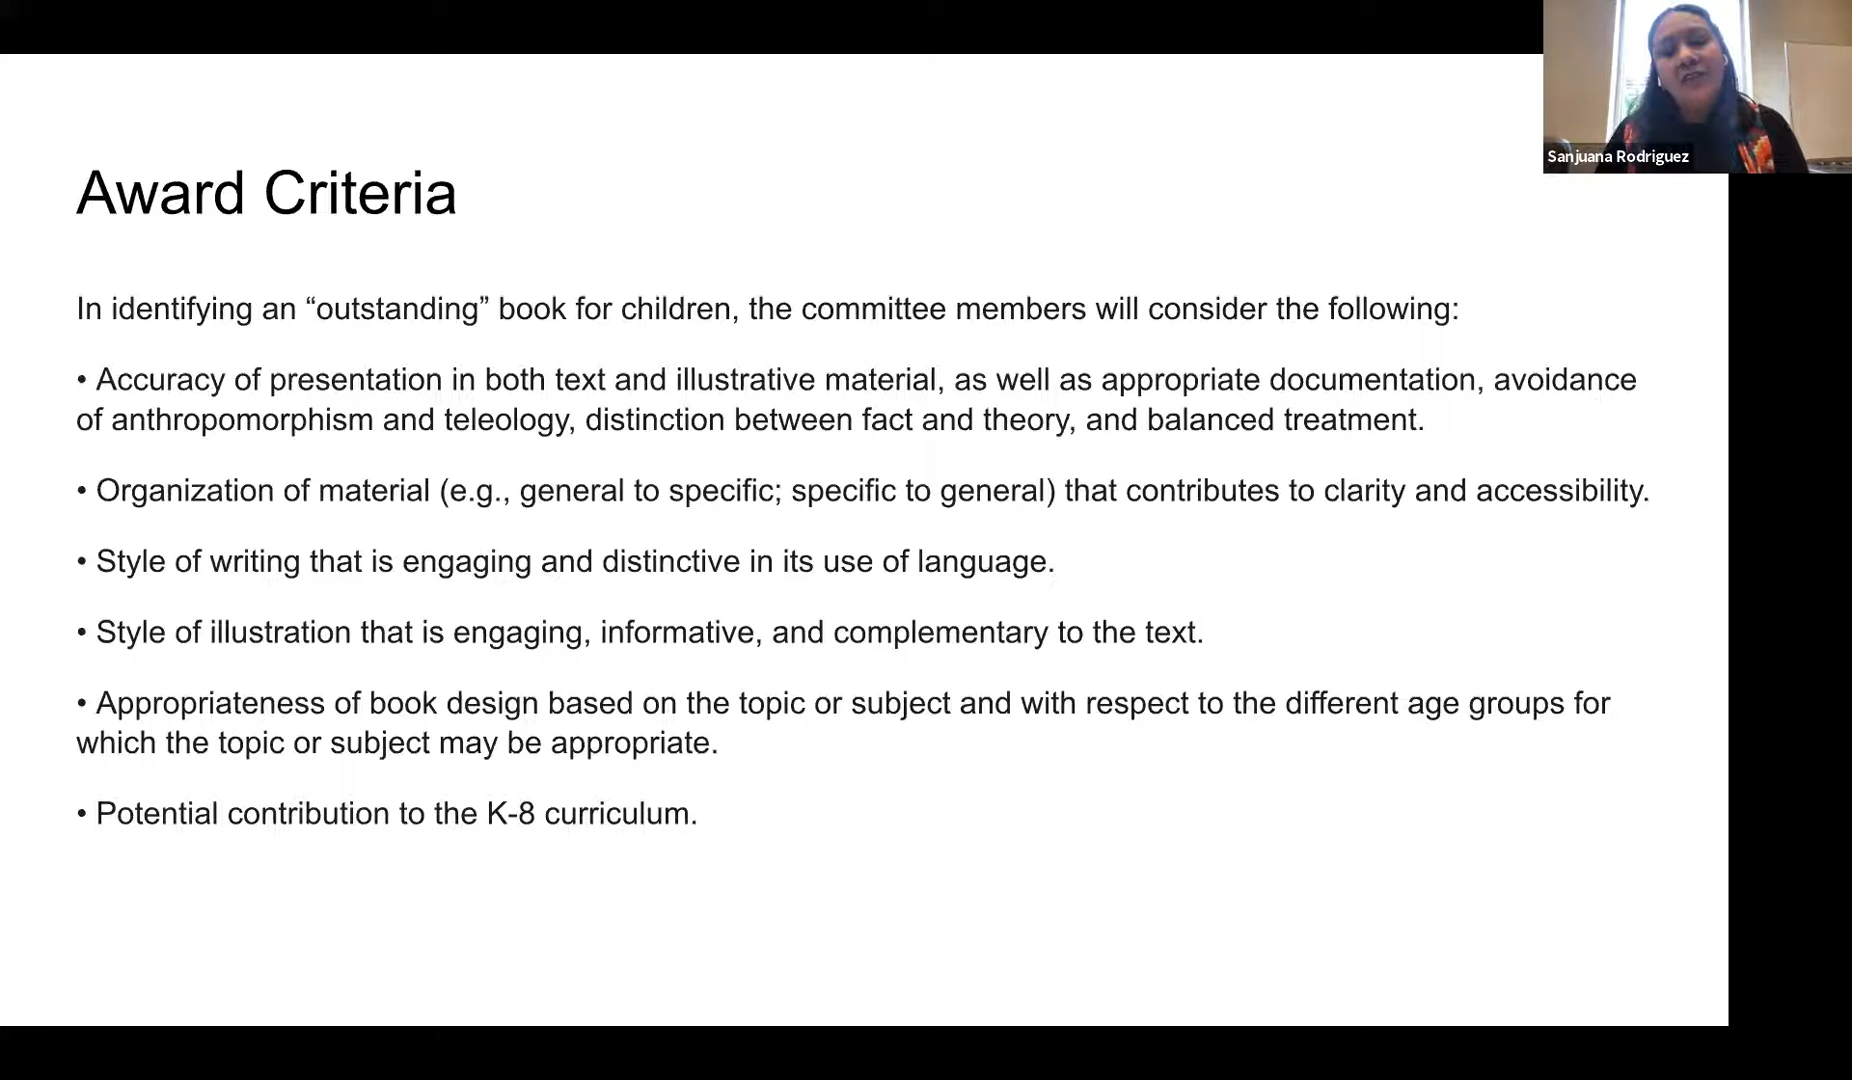 Sanjuana Rodriguez
Award Criteria
In identifying an “outstanding” book for children, the committee members will consider the following:
• Accuracy of presentation in both text and illustrative material, as well as appropriate documentation, avoidance
of anthropomorphism and teleology, distinction between fact and theory, and balanced treatment.
• Organization of material (e.g., general to specific; specific to general) that contributes to clarity and accessibility.
• Style of writing that is engaging and distinctive in its use of language.
• Style of illustration that is engaging, informative, and complementary to the text.
• Appropriateness of book design based on the topic or subject and with respect to the different age groups for
which the topic or subject may be appropriate.
• Potential contribution to the K-8 curriculum.